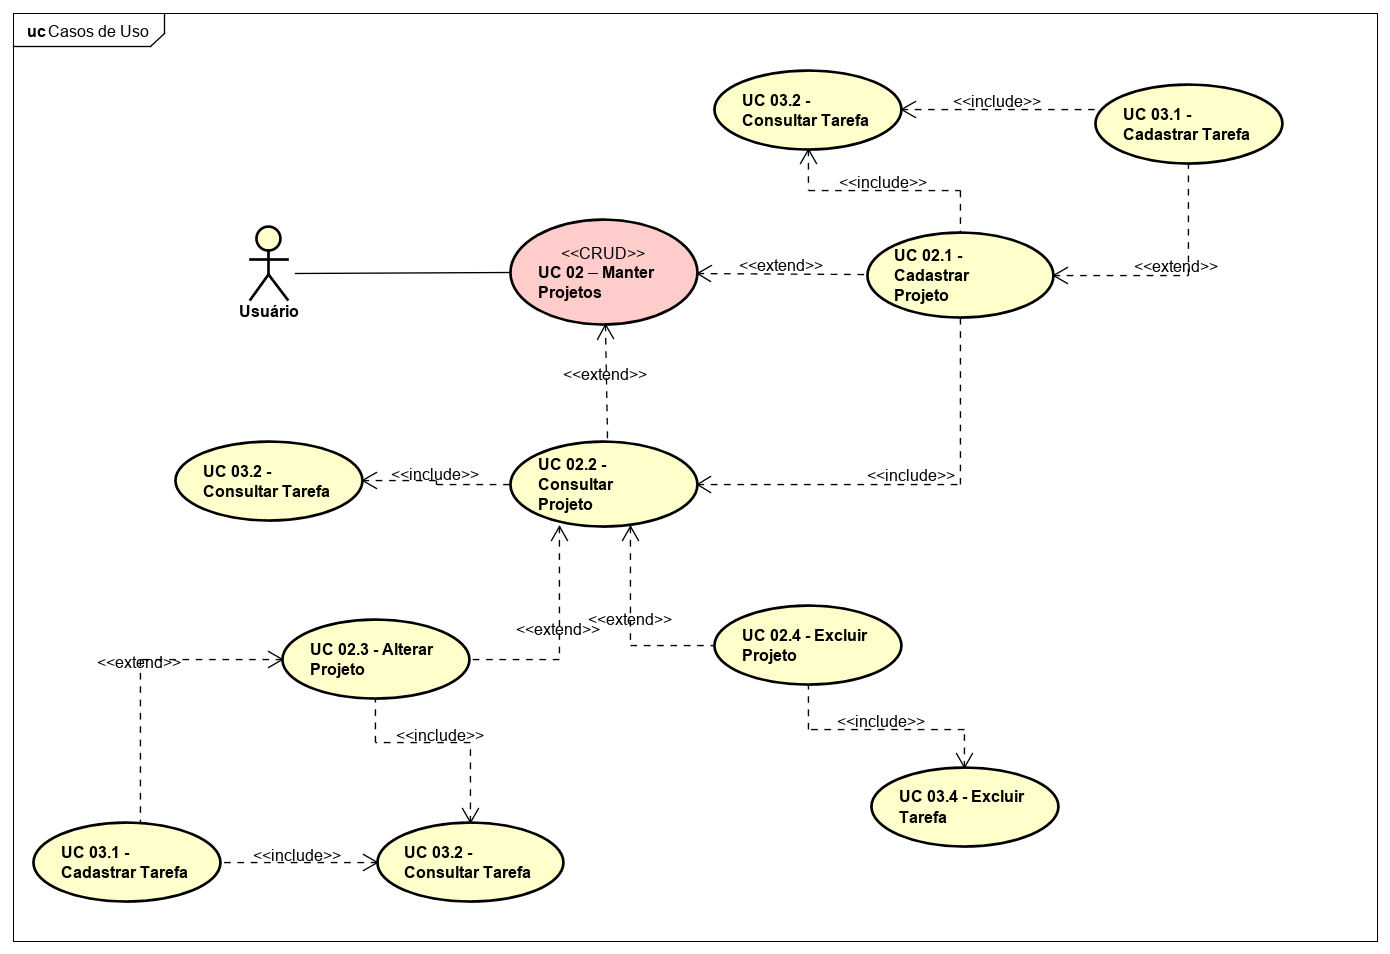 uc Casos de Uso
UC 03.2 -
Consultar Tarefa
<<include>>
UC 03.1 -
Cadastrar Tarefa
<<include>>
<<CRUD>>
UC 02 – Manter
Projetos
<<extend>>
UC 02.1 -
Cadastrar
Projeto
<<extend>>
Usuário
<<extend>>
UC 03.2 -
Consultar Tarefa
<<include>>
UC 02.2 -
Consultar
Projeto
<<include>>
<<extend>>
<<extend>>
UC 02.3 - Alterar
Projeto
<<extend>>
UC 02.4 - Excluir
Projeto
<<include>>
<<include>>
UC 03.4 - Excluir
Tarefa
UC 03.1 -
Cadastrar Tarefa
<<include>>
UC 03.2 -
Consultar Tarefa